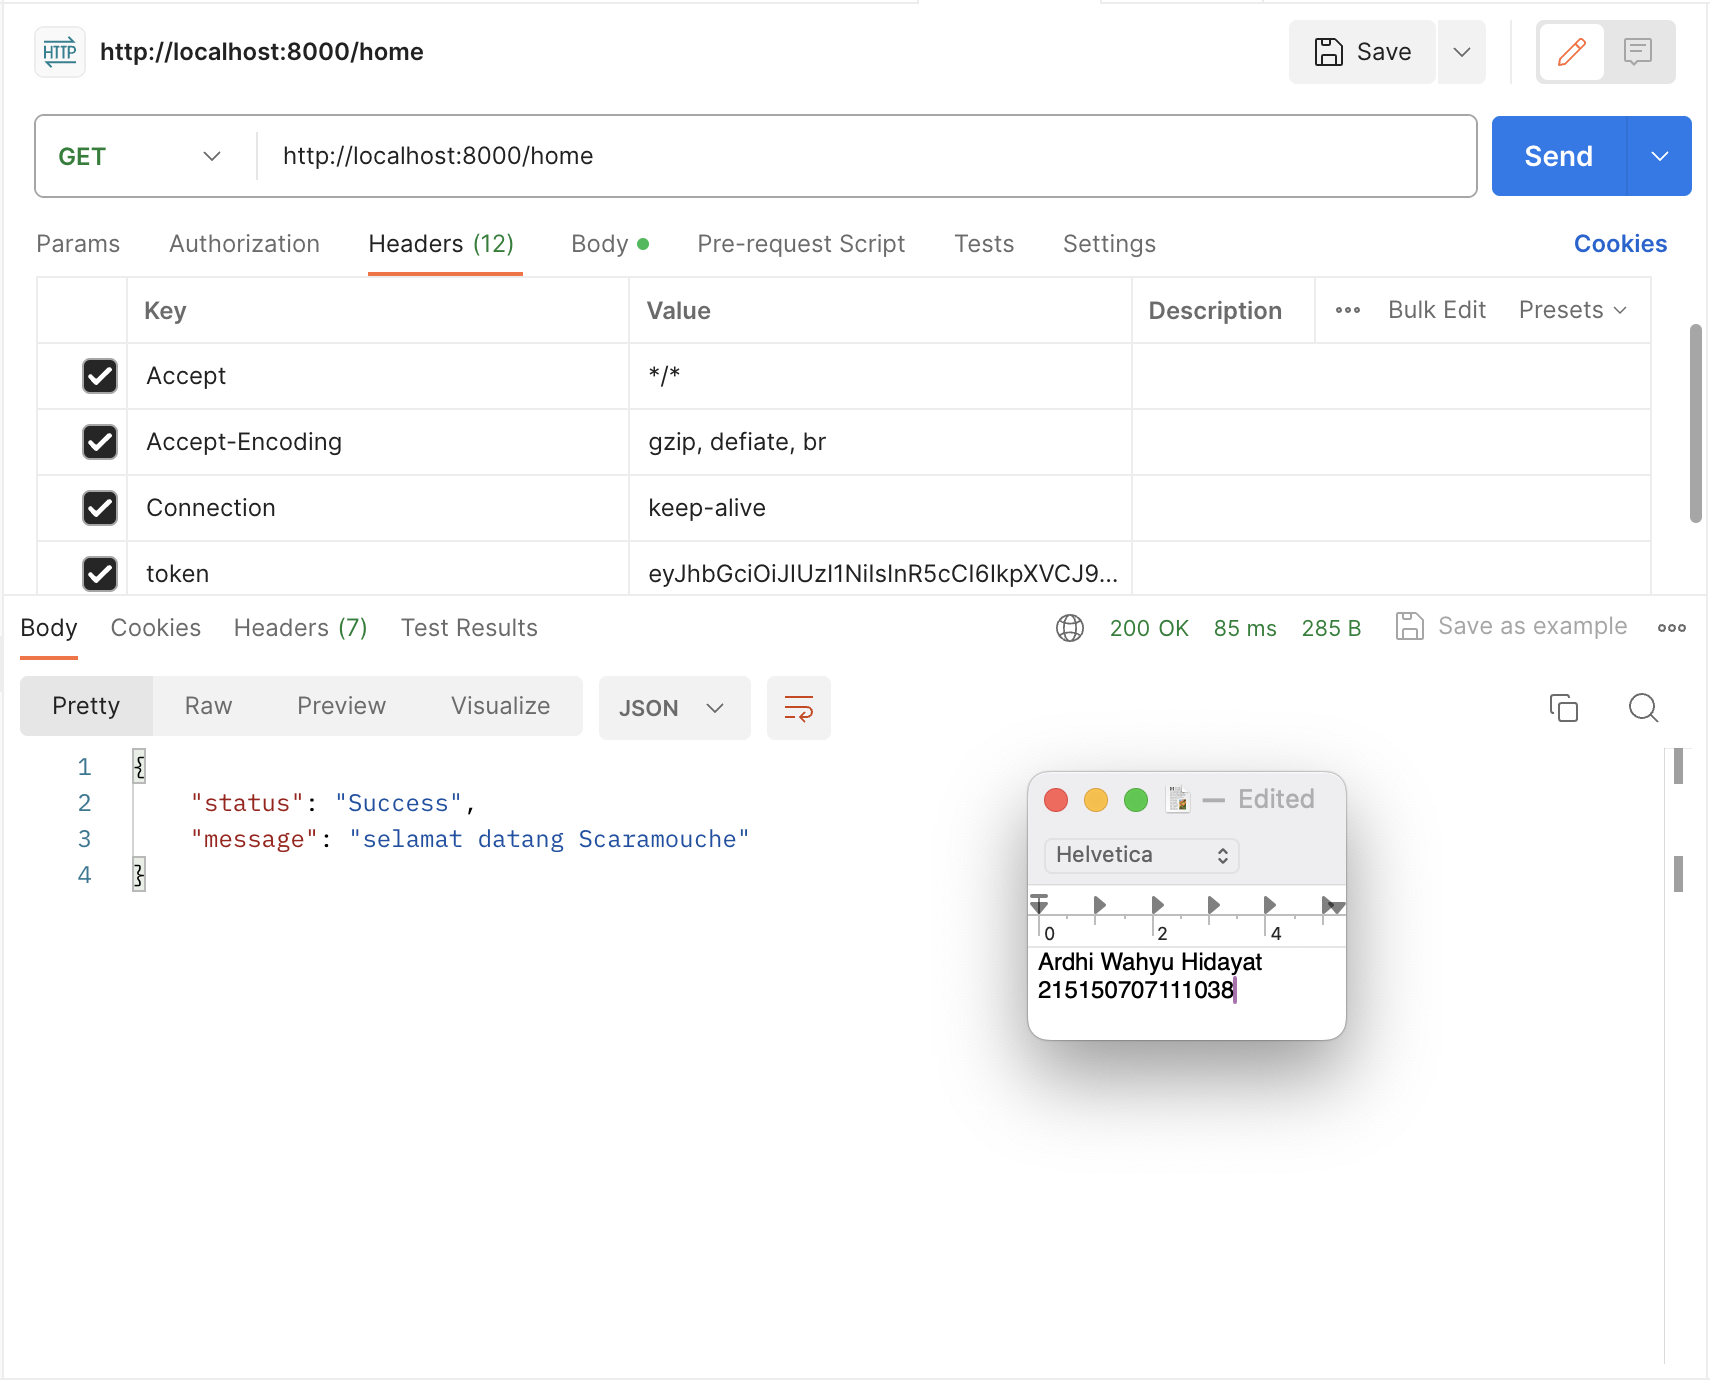 HTTP http://localhost:8000/home Save
GET http://localhost:8000/home Send
Params Authorization Headers (12) Body Pre-request Script Tests Settings Cookies
Key Value Description Bulk Edit Presets
Accept */*
Accept-Encoding gzip, defiate, br
Connection keep-alive
token eyJhbGciOiJIUzI1NiIsInR5cCI6IkpXVCJ9...
Body Cookies Headers (7) Test Results 200 OK 85 ms 285 B Save as example
Pretty Raw Preview Visualize JSON
1 {
2 "status": "Success",
3 "message": "selamat datang Scaramouche"
4 }
— Edited
Helvetica
0 2 4
Ardhi Wahyu Hidayat
215150707111038